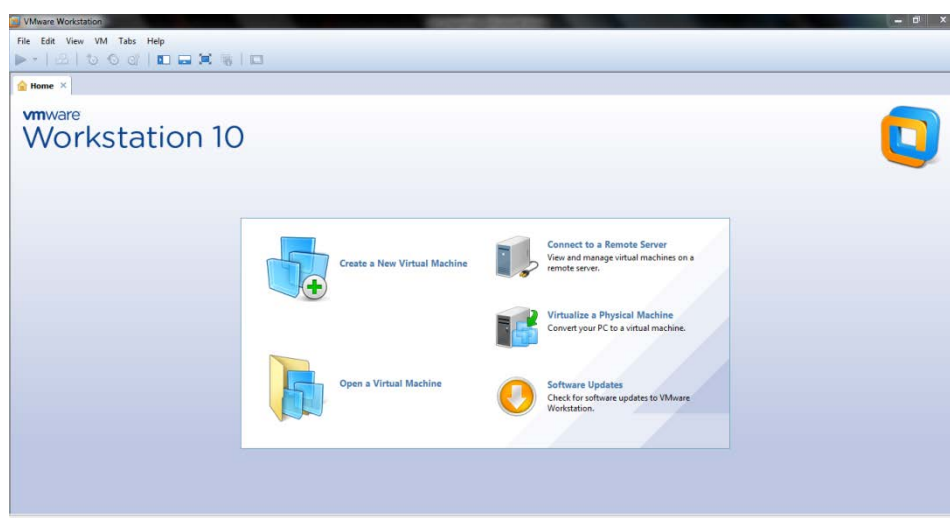 VMware Workstation
File Edit View VM Tabs Help
Home
vmware
Workstation 10
Create a New Virtual Machine
Open a Virtual Machine
Connect to a Remote Server
View and manage virtual machines on a
remote server.
Virtualize a Physical Machine
Convert your PC to a virtual machine.
Software Updates
Check for software updates to VMware
Workstation.